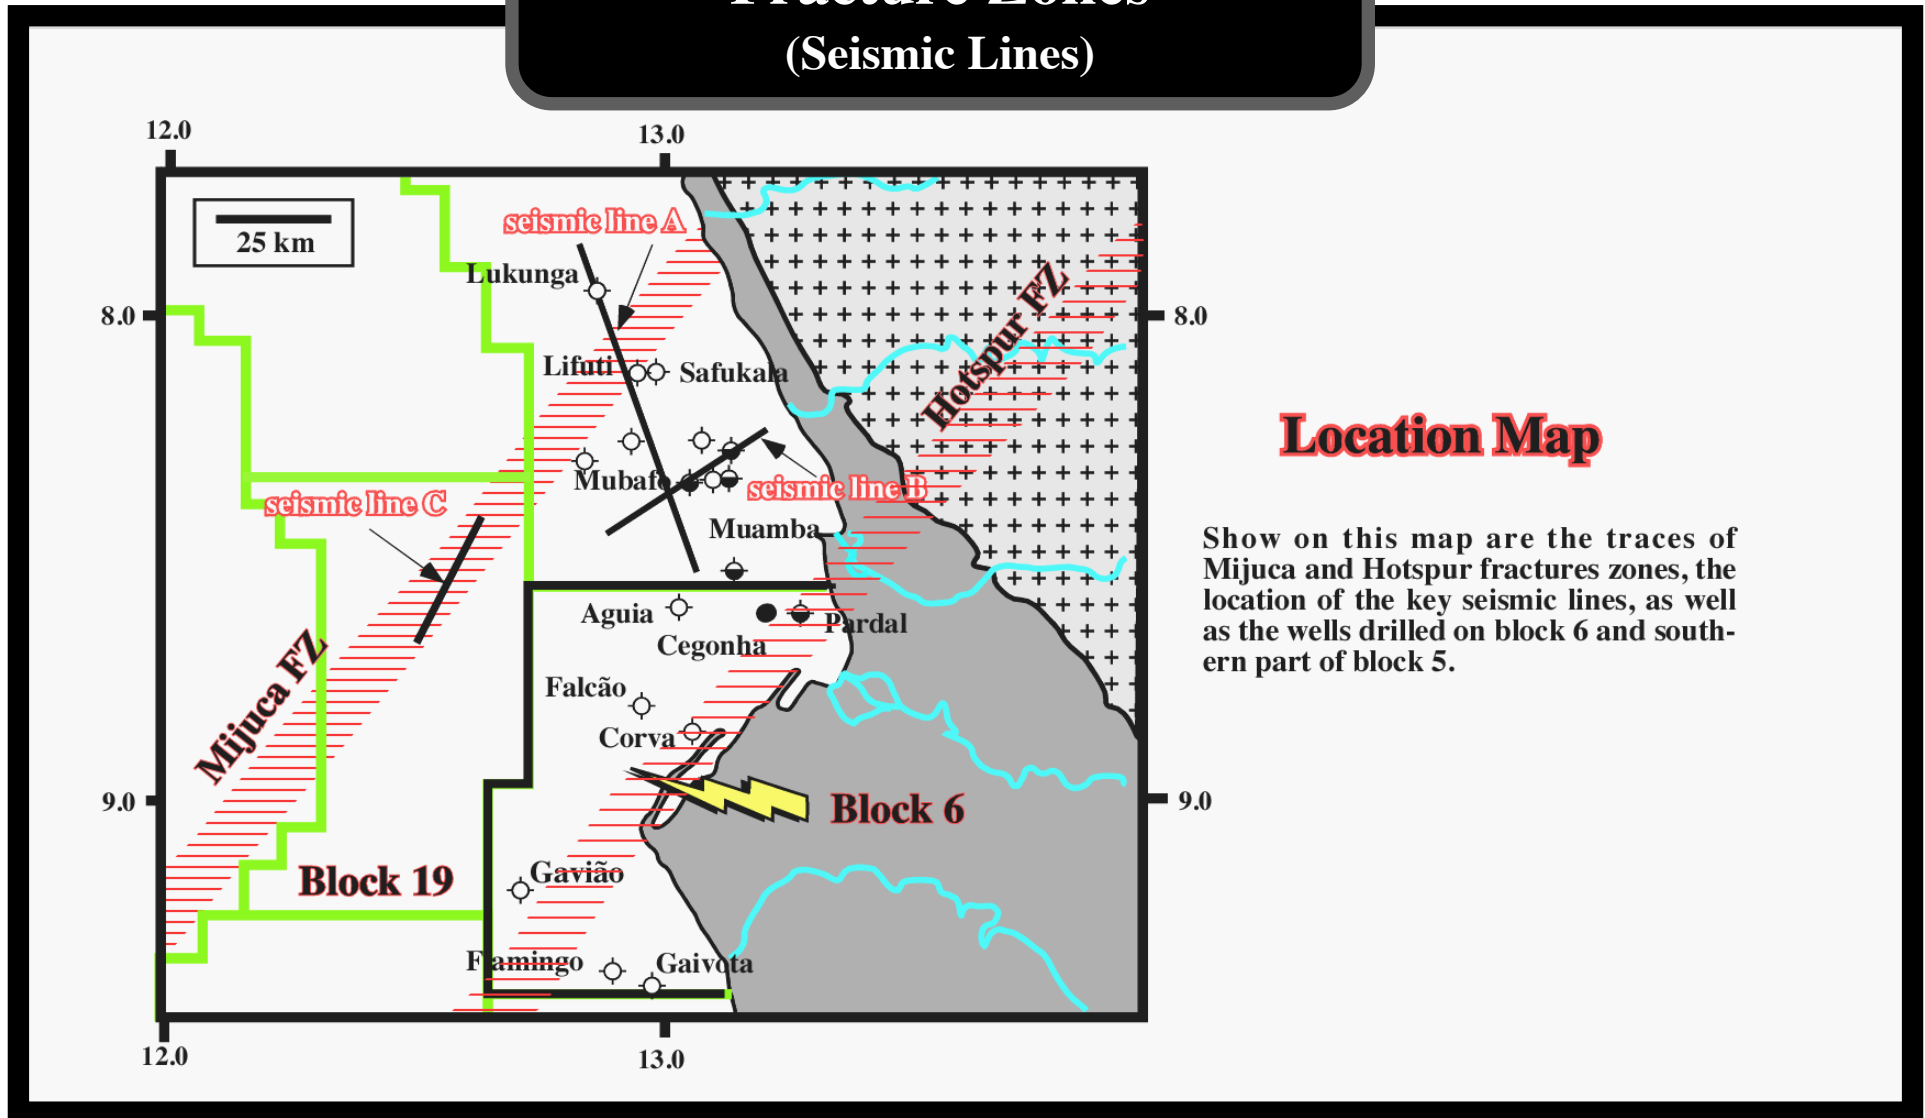 Fracture Zones
(Seismic Lines)
12.0
13.0
25 km
seismic line A
Lukunga
8.0
8.0
Hotspur FZ
Lifuti
Safukala
Location Map
Mubafo
seismic line B
seismic line C
Muamba
Show on this map are the traces of
Mijuca and Hotspur fractures zones, the
location of the key seismic lines, as well
as the wells drilled on block 6 and south-
ern part of block 5.
Aguia
Pardal
Cegonha
Mijuca FZ
Falcão
Corva
9.0
9.0
Block 6
Block 19
Gavião
Flamingo
Gaivota
12.0
13.0